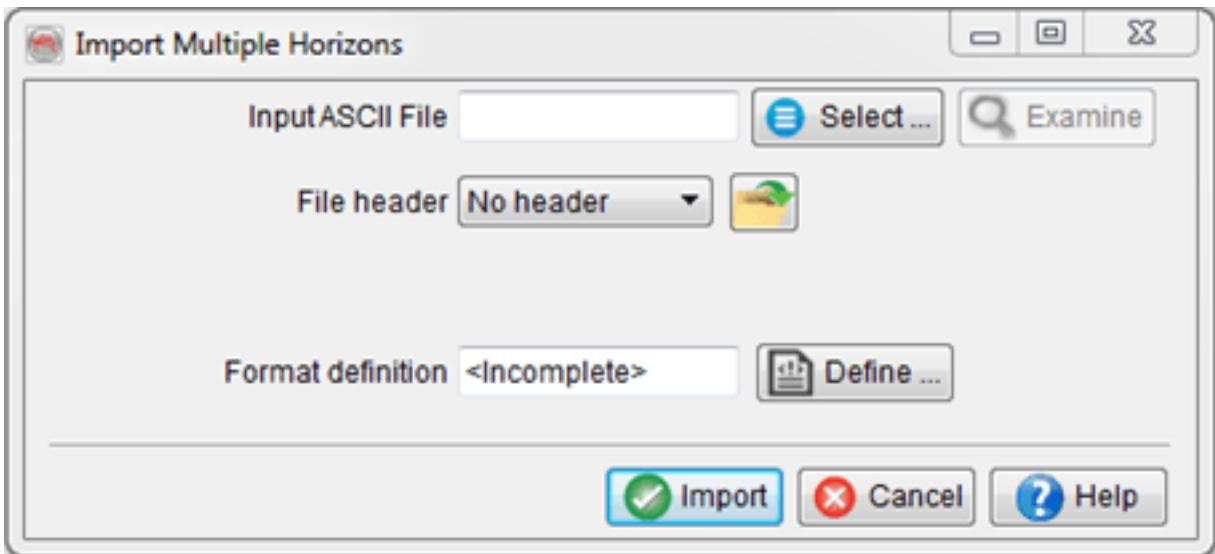 Import Multiple Horizons
Input ASCII File Select ... Examine
File header No header
Format definition <Incomplete> Define ...
Import Cancel Help